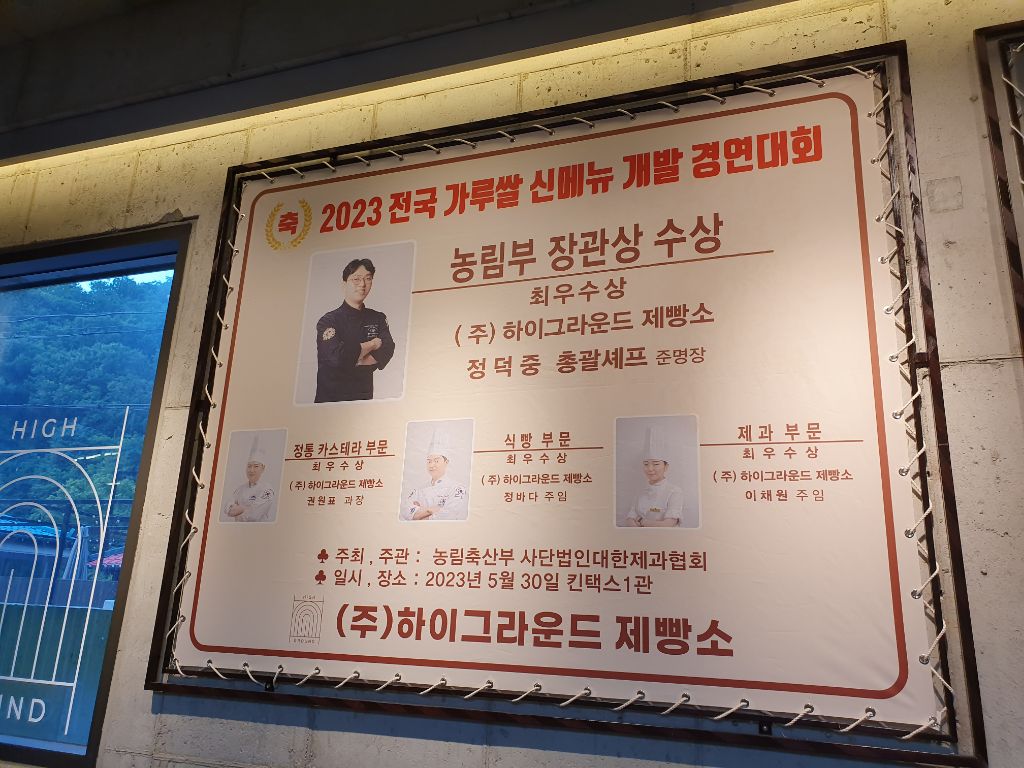 축 2023 전국 가루쌀 신메뉴 개발 경연대회
농림부 장관상 수상
최우수상
(주) 하이그라운드 제빵소
정덕중 총괄셰프 준명장
정통 카스테라 부문
최우수상
(주) 하이그라운드 제빵소
권원표 과장
식빵 부문
최우수상
(주) 하이그라운드 제빵소
정바다 주임
제과 부문
최우수상
(주) 하이그라운드 제빵소
이채원 주임
♣ 주최, 주관 : 농림축산부 사단법인대한제과협회
♣ 일시, 장소 : 2023년 5월 30일 킨택스1관
HIGH
GROUND
(주)하이그라운드 제빵소
HIGH
UND